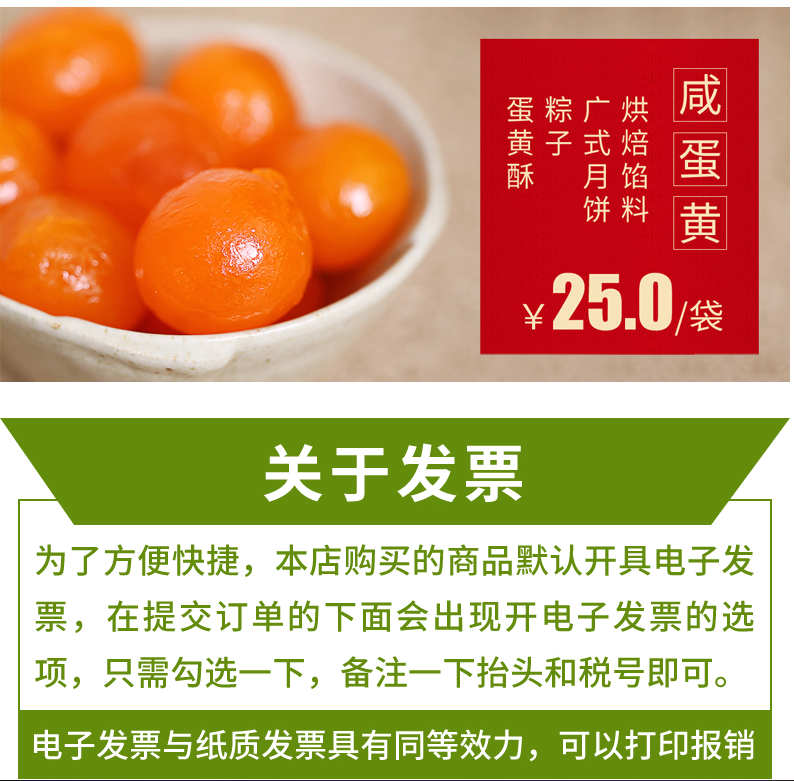 咸蛋黄
烘焙馅料
广式月饼
粽子
蛋黄酥
¥25.0/袋
关于发票
为了方便快捷，本店购买的商品默认开具电子发
票，在提交订单的下面会出现开电子发票的选
项，只需勾选一下，备注一下抬头和税号即可。
电子发票与纸质发票具有同等效力，可以打印报销